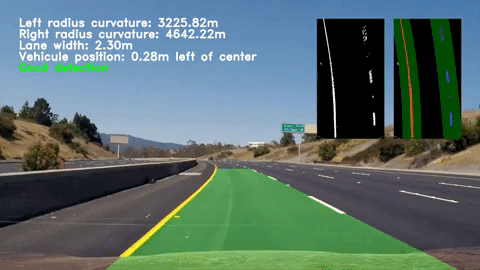 Left radius curvature: 3225.82m
Right radius curvature: 4642.22m
Lane width: 2.30m
Vehicule position: 0.28m left of center
Good detection